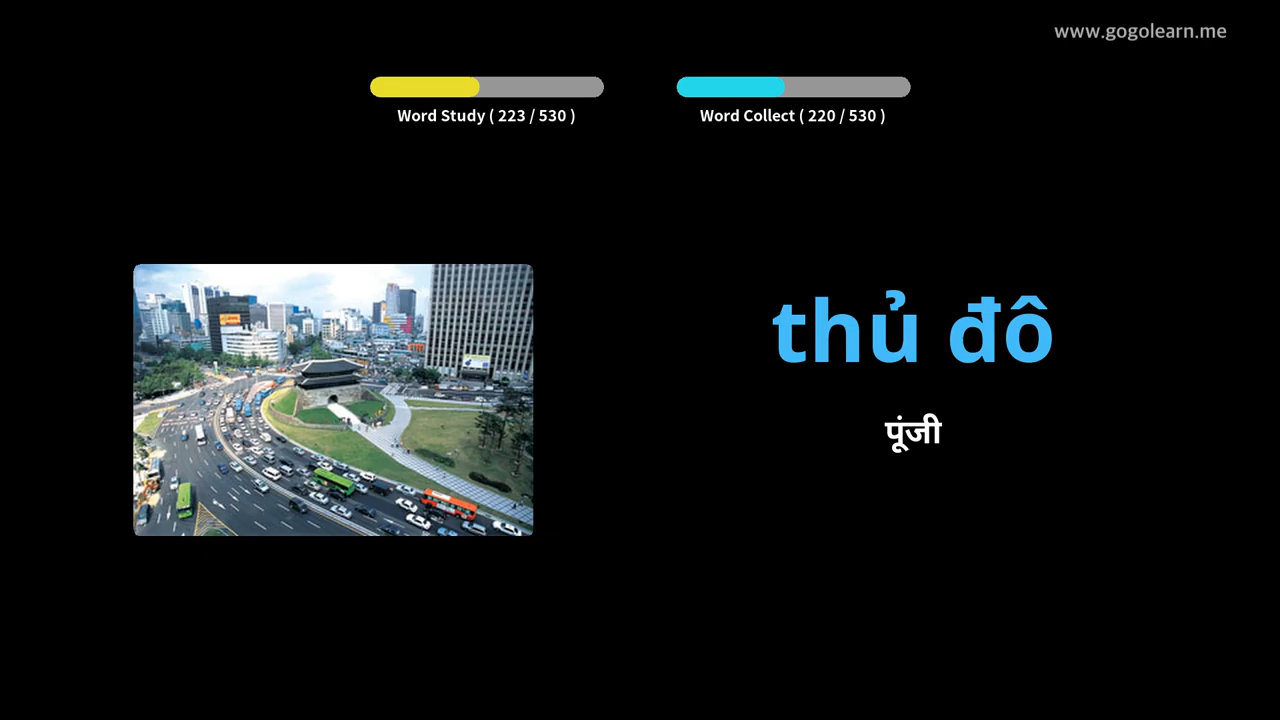 www.gogolearn.me
Word Study ( 223 / 530 )
Word Collect ( 220 / 530 )
thủ đô
पूंजी